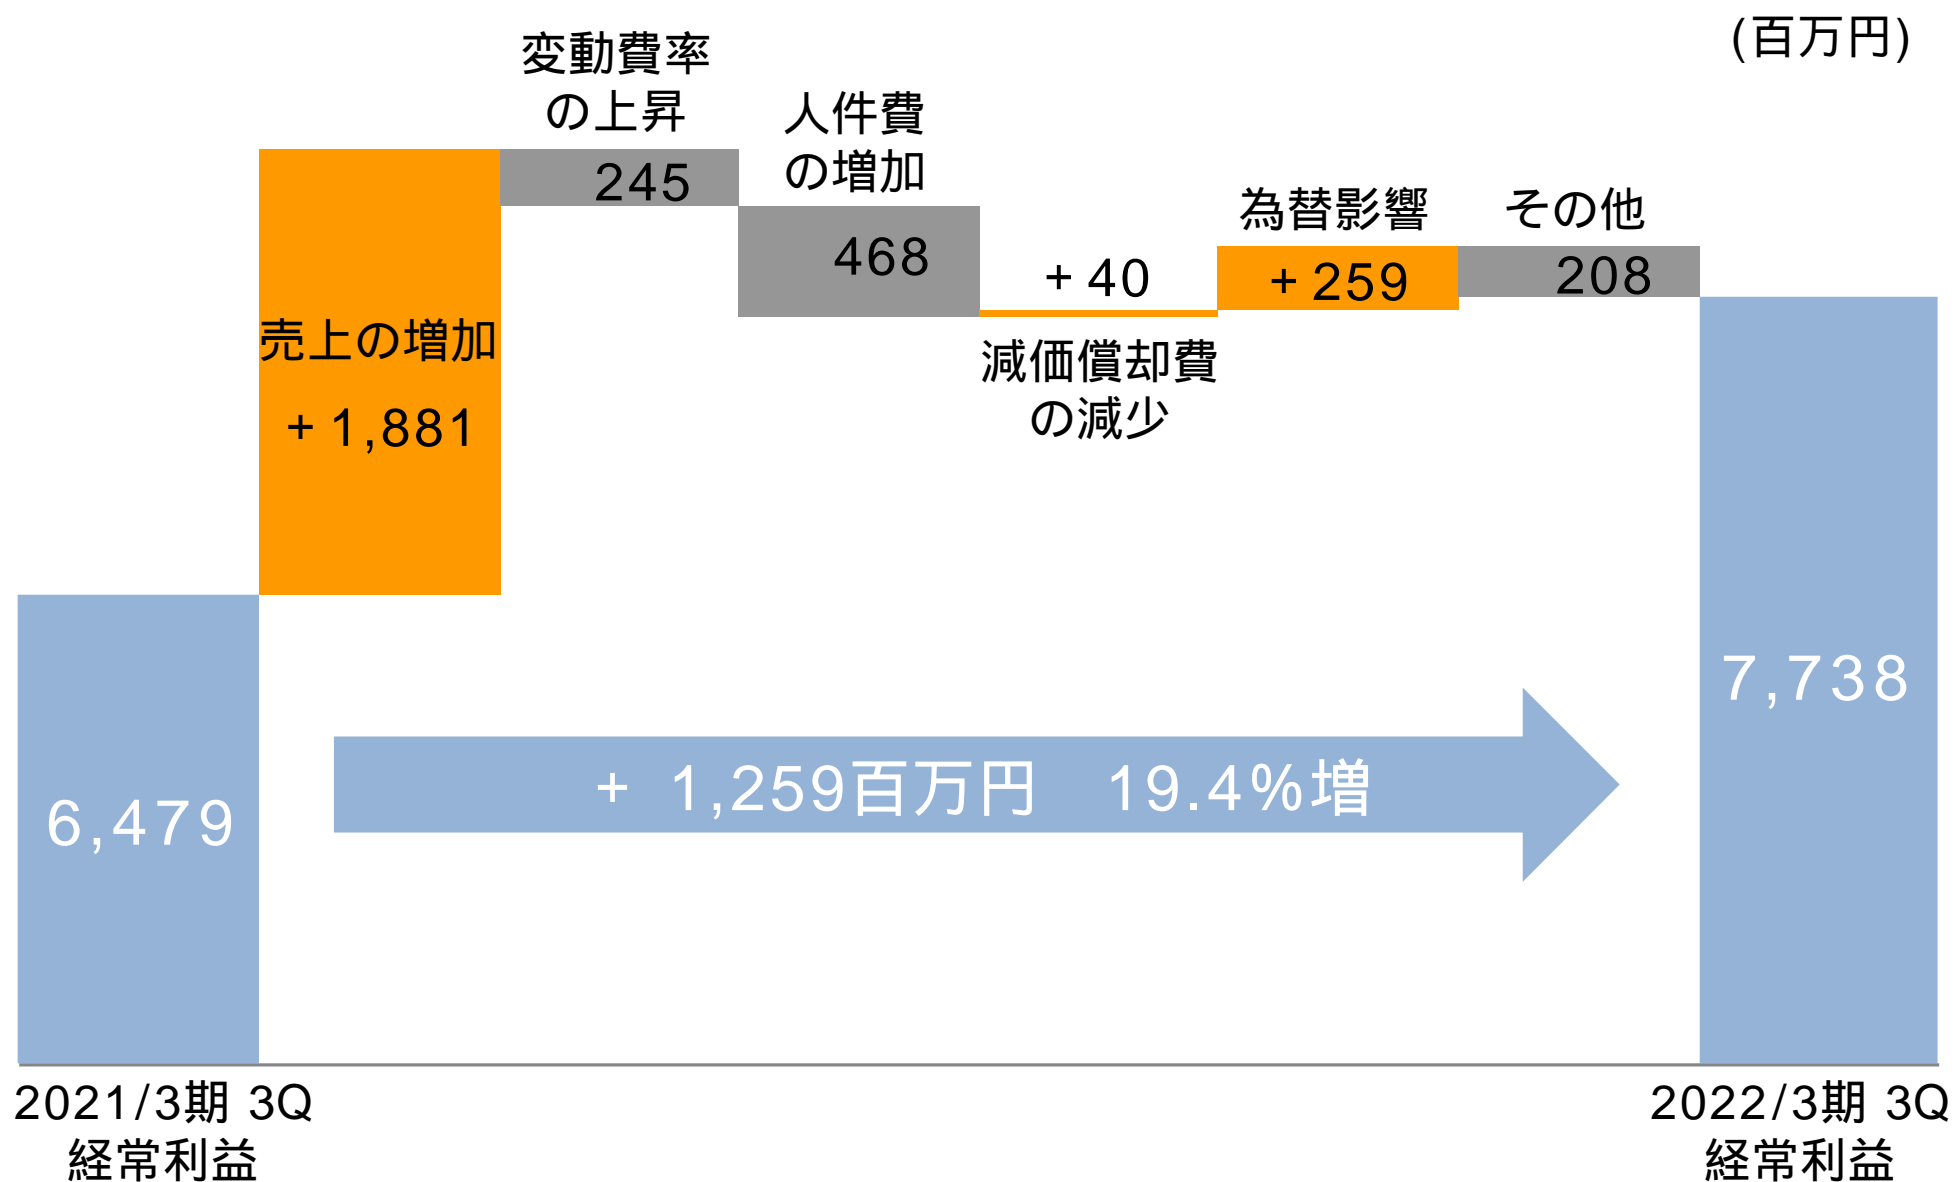 (百万円)
変動費率
の上昇
245
人件費
の増加
468
+ 40
減価償却費
の減少
為替影響
+ 259
その他
208
売上の増加
+ 1,881
6,479
7,738
+ 1,259百万円　19.4%増
2021/3期 3Q
経常利益
2022/3期 3Q
経常利益